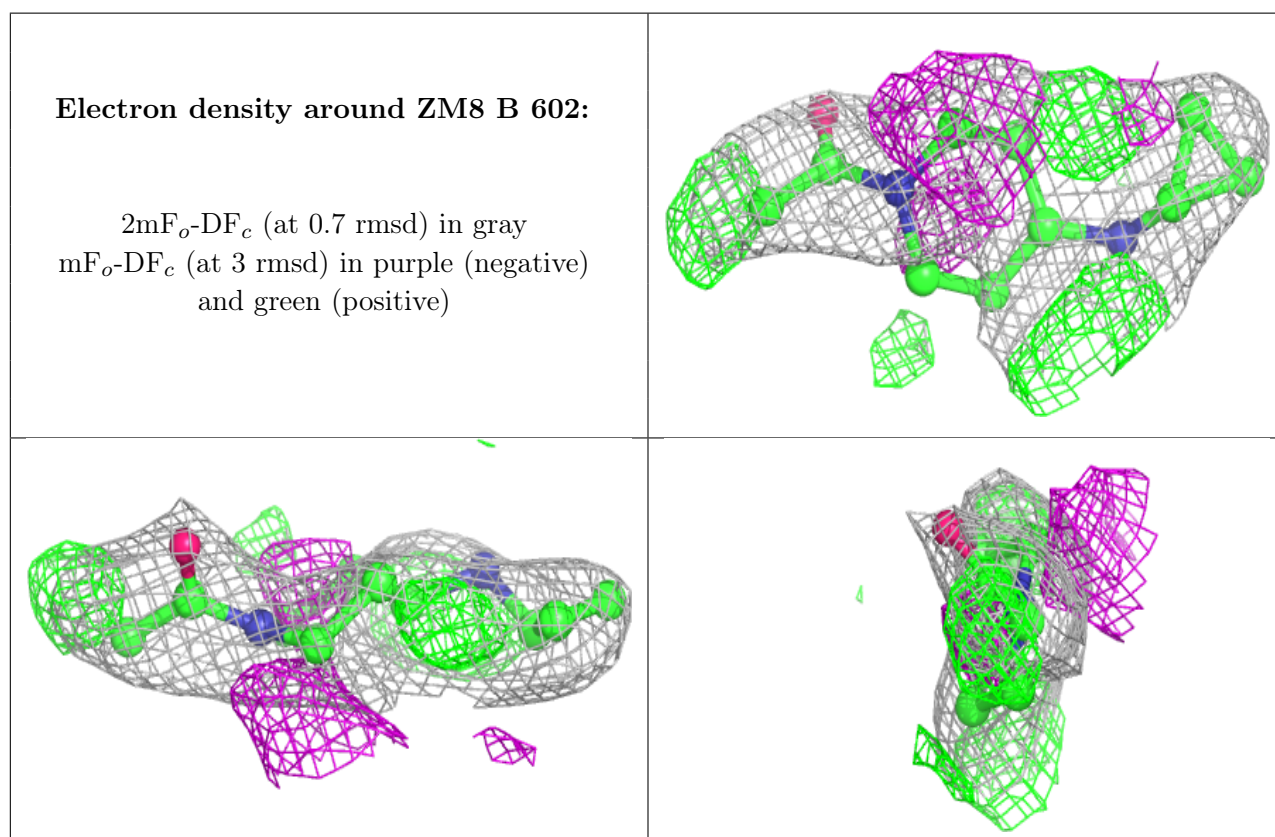 Electron density around ZM8 B 602:
2mFo-DFc (at 0.7 rmsd) in gray
mFo-DFc (at 3 rmsd) in purple (negative)
and green (positive)